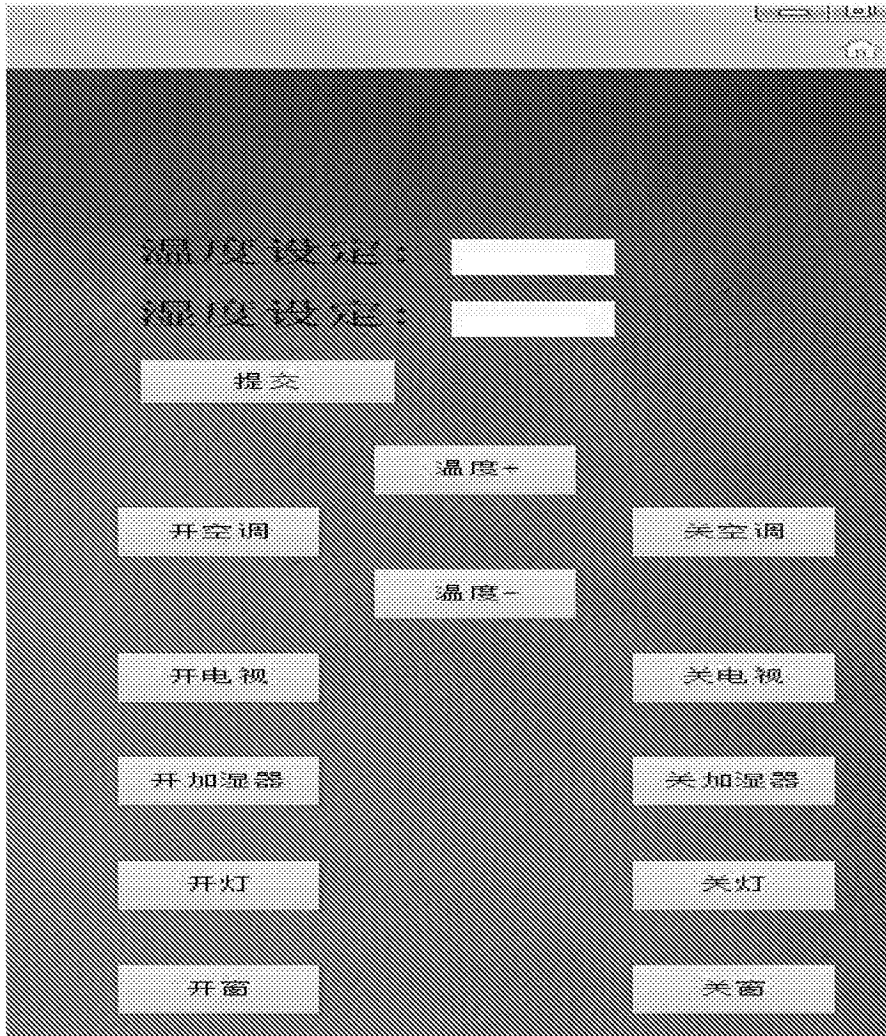 温度设定：
湿度设定：
提交
温度+
开空调 关空调
温度-
开电视 关电视
开加湿器 关加湿器
开灯 关灯
开窗 关窗